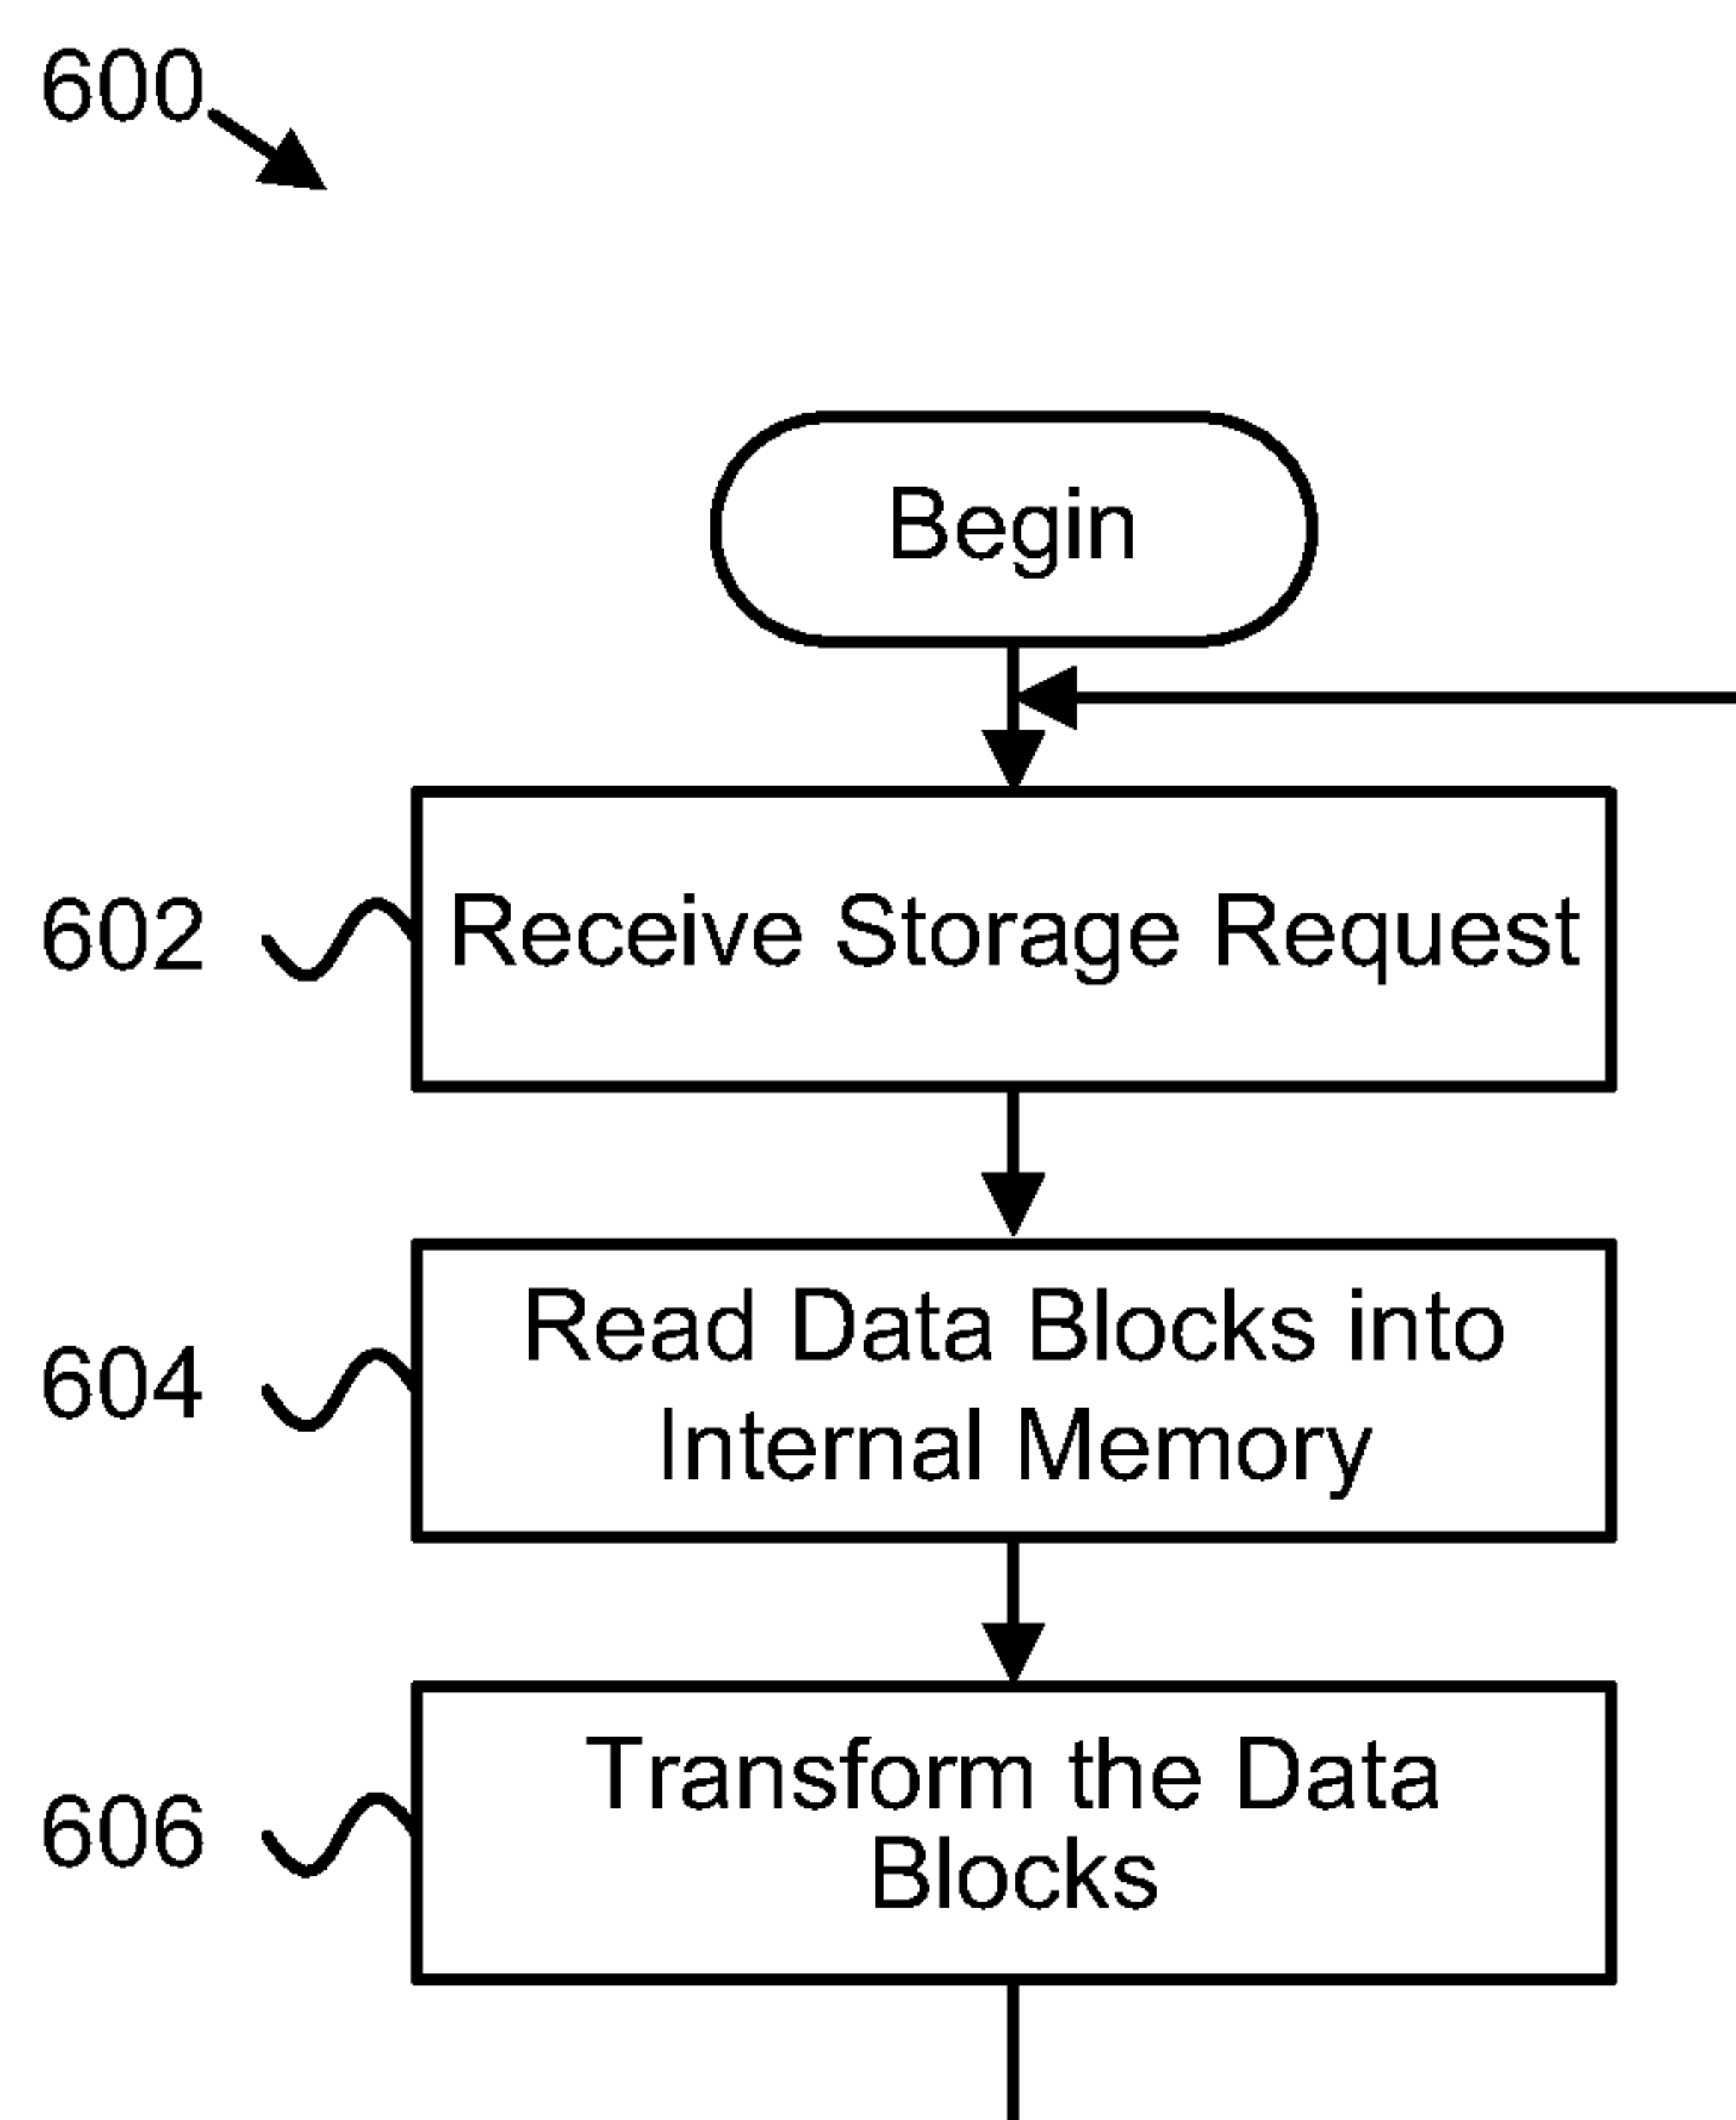 600
Begin
602
Receive Storage Request
604
Read Data Blocks into
Internal Memory
606
Transform the Data
Blocks